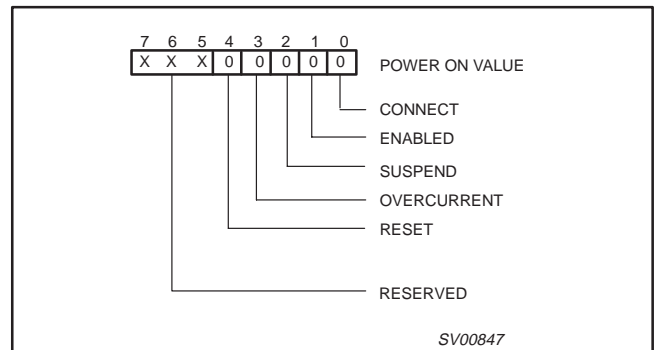 7 6 5 4 3 2 1 0
X X X 0 0 0 0 0 POWER ON VALUE
CONNECT
ENABLED
SUSPEND
OVERCURRENT
RESET
RESERVED
SV00847